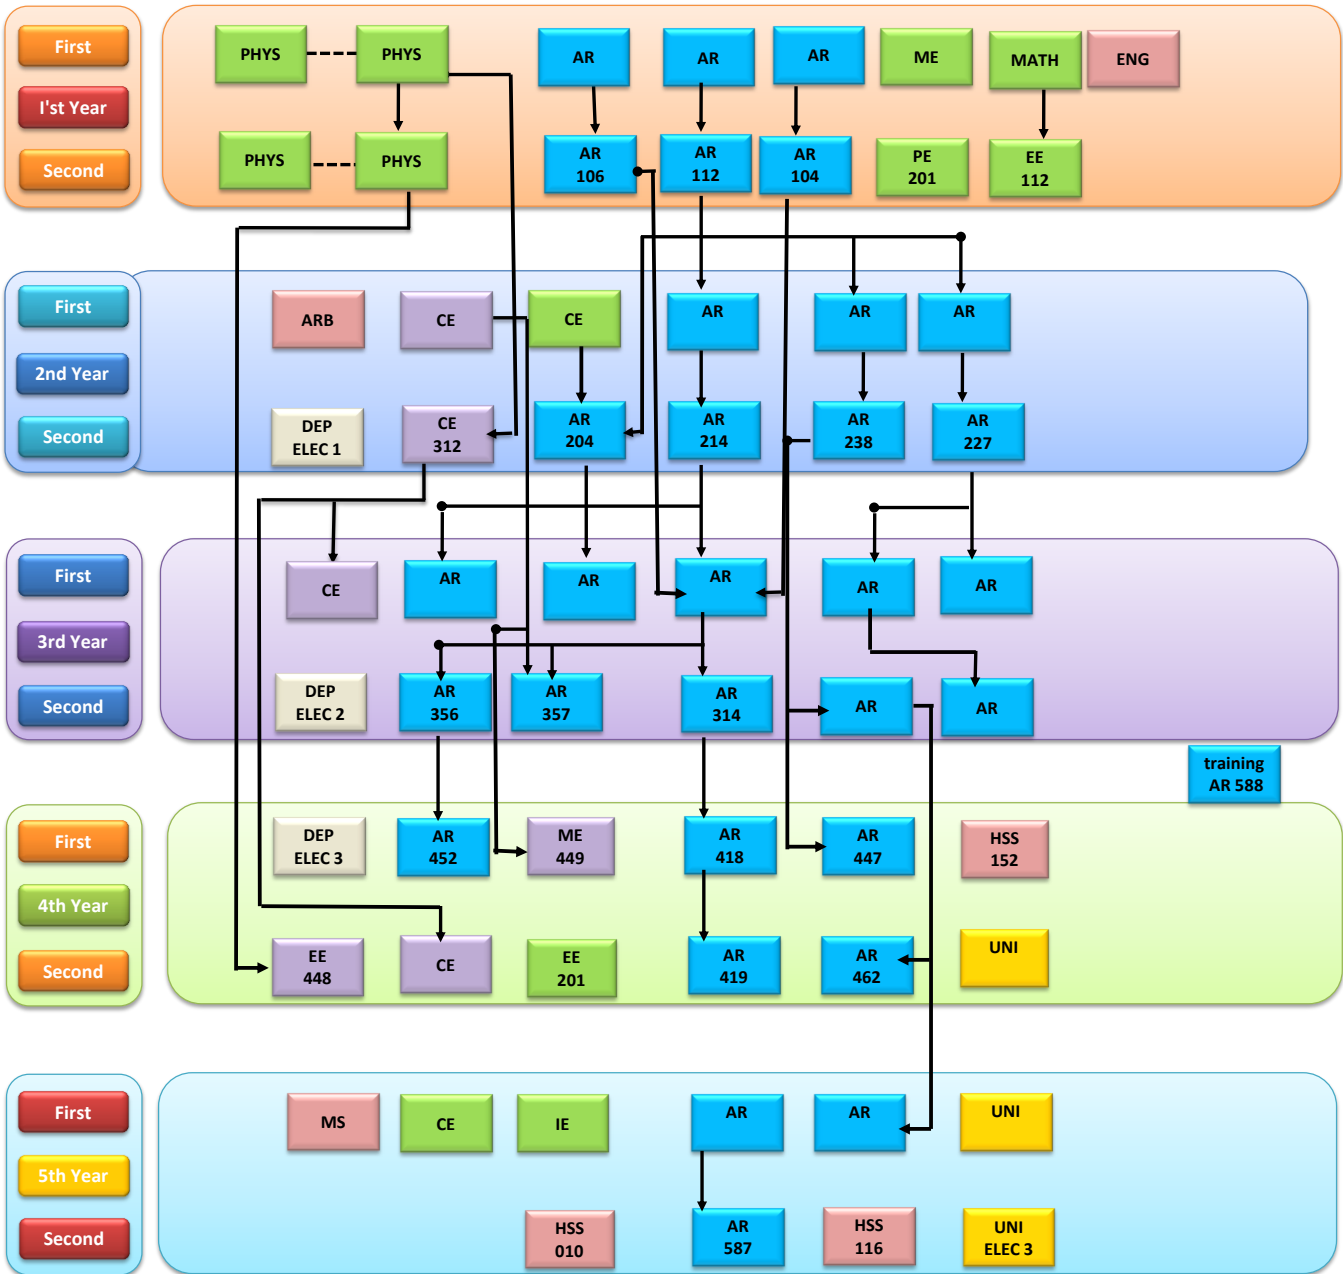 First
I'st Year
Second
PHYS
PHYS
AR
AR
AR
ME
MATH
ENG
PHYS
PHYS
AR
106
AR
112
AR
104
PE
201
EE
112
First
2nd Year
Second
ARB
CE
CE
AR
AR
AR
DEP
ELEC 1
CE
312
AR
204
AR
214
AR
238
AR
227
First
3rd Year
Second
CE
AR
AR
AR
AR
AR
DEP
ELEC 2
AR
356
AR
357
AR
314
AR
AR
training
AR 588
First
4th Year
Second
DEP
ELEC 3
AR
452
ME
449
AR
418
AR
447
HSS
152
EE
448
CE
EE
201
AR
419
AR
462
UNI
First
5th Year
Second
MS
CE
IE
AR
AR
UNI
HSS
010
AR
587
HSS
116
UNI
ELEC 3